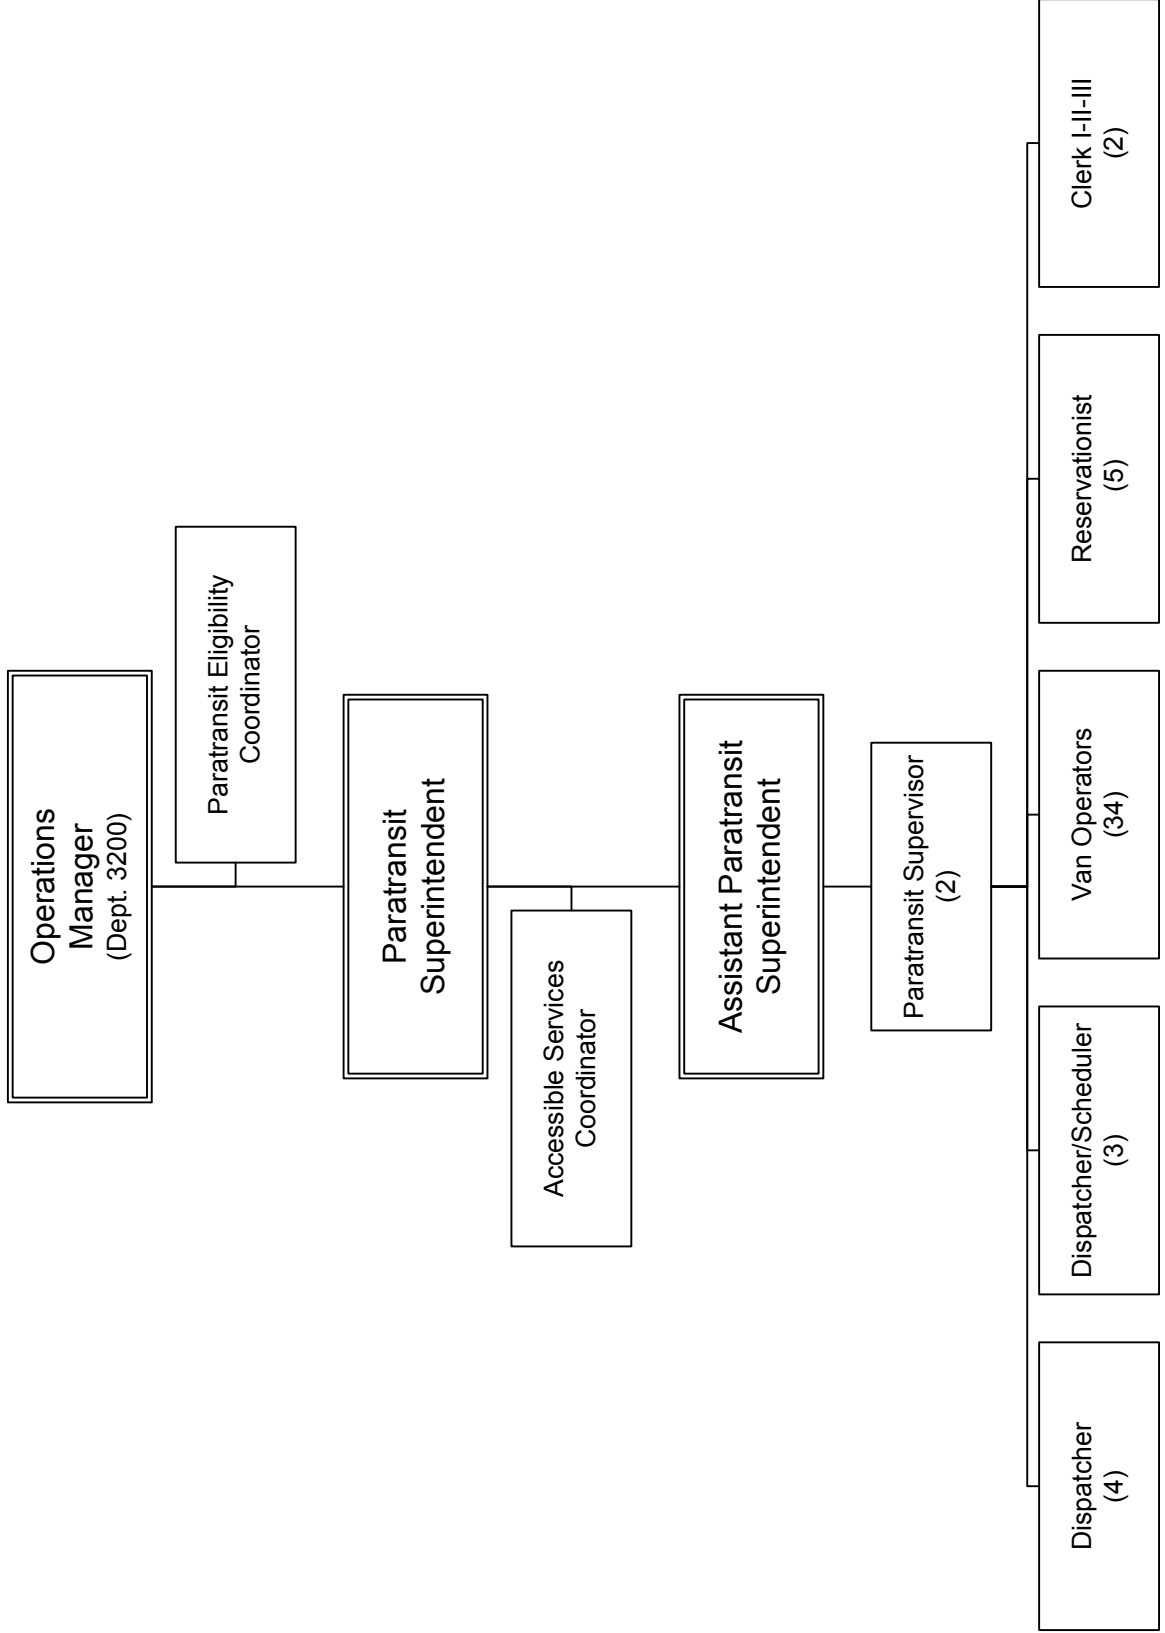 Operations
Manager
(Dept. 3200)
Paratransit Eligibility
Coordinator
Paratransit
Superintendent
Accessible Services
Coordinator
Assistant Paratransit
Superintendent
Paratransit Supervisor
(2)
Dispatcher
(4)
Dispatcher/Scheduler
(3)
Van Operators
(34)
Reservationist
(5)
Clerk I-II-III
(2)